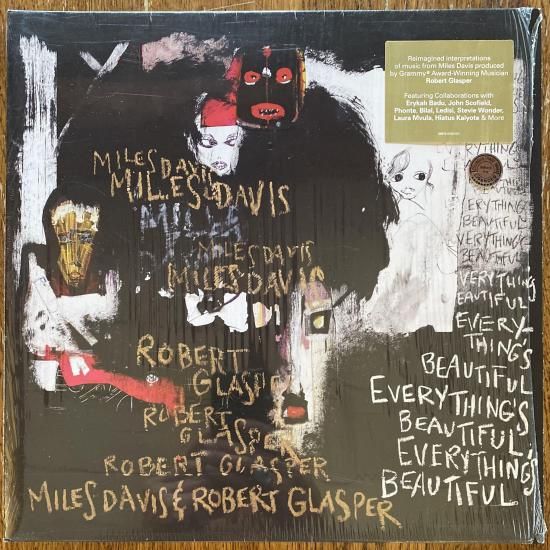 Reimagined interpretations
of music from Miles Davis produced
by Grammy® Award-Winning Musician
Robert Glasper
Featuring Collaborations with
Erykah Badu, John Scofield,
Phonte, Bilal, Ledisi, Stevie Wonder,
Laura Mvula, Hiatus Kaiyote & More
MILES DAVIS
MILES DAVIS
MILES
MILES DAVIS
MILES DAVIS
ROBERT
GLASPER
ROBERT
GLASPER
ROBERT GLASPER
MILES DAVIS & ROBERT GLASPER
EVERYTHING'S
BEAUTIFUL
EVERYTHING'S
BEAUTIFUL
EVERYTHING'S
BEAUTIFUL
EVERY-
THING'S
BEAUTIFUL
EVERYTHING'S
BEAUTIFUL,
EVERYTHING'S
BEAUTIFUL